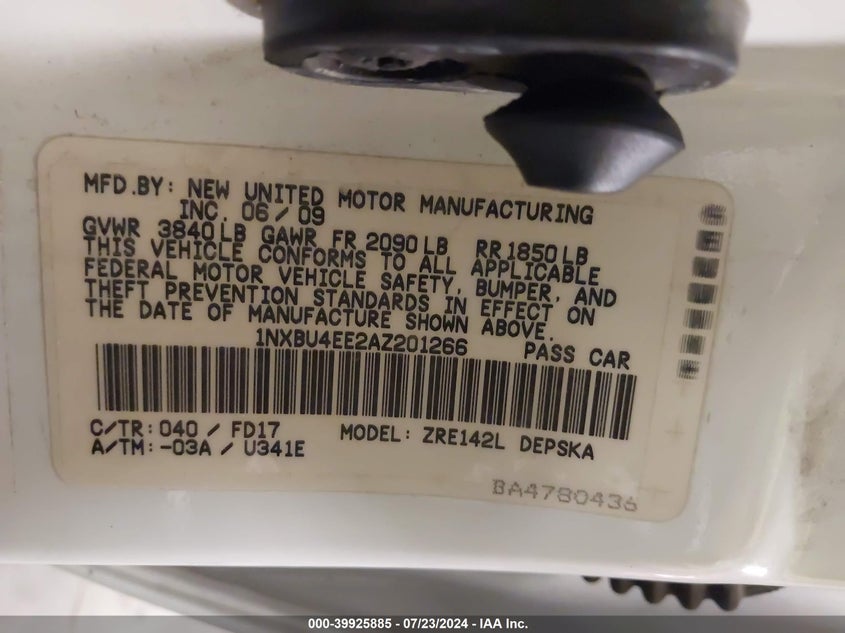 MFD.BY: NEW UNITED MOTOR MANUFACTURING
INC. 06/09
GVWR 3840LB GAWR FR 2090LB RR1850LB
THIS VEHICLE CONFORMS TO ALL APPLICABLE
FEDERAL MOTOR VEHICLE SAFETY, BUMPER, AND
THEFT PREVENTION STANDARDS IN EFFECT ON
THE DATE OF MANUFACTURE SHOWN ABOVE.
1NXBU4EE2AZ201266 PASS CAR
C/TR: 040 / FD17 MODEL: ZRE142L DEPSKA
A/TM:-03A / U341E
BA4780436
000-39925885 / 07/23/2024 - IAA Inc.